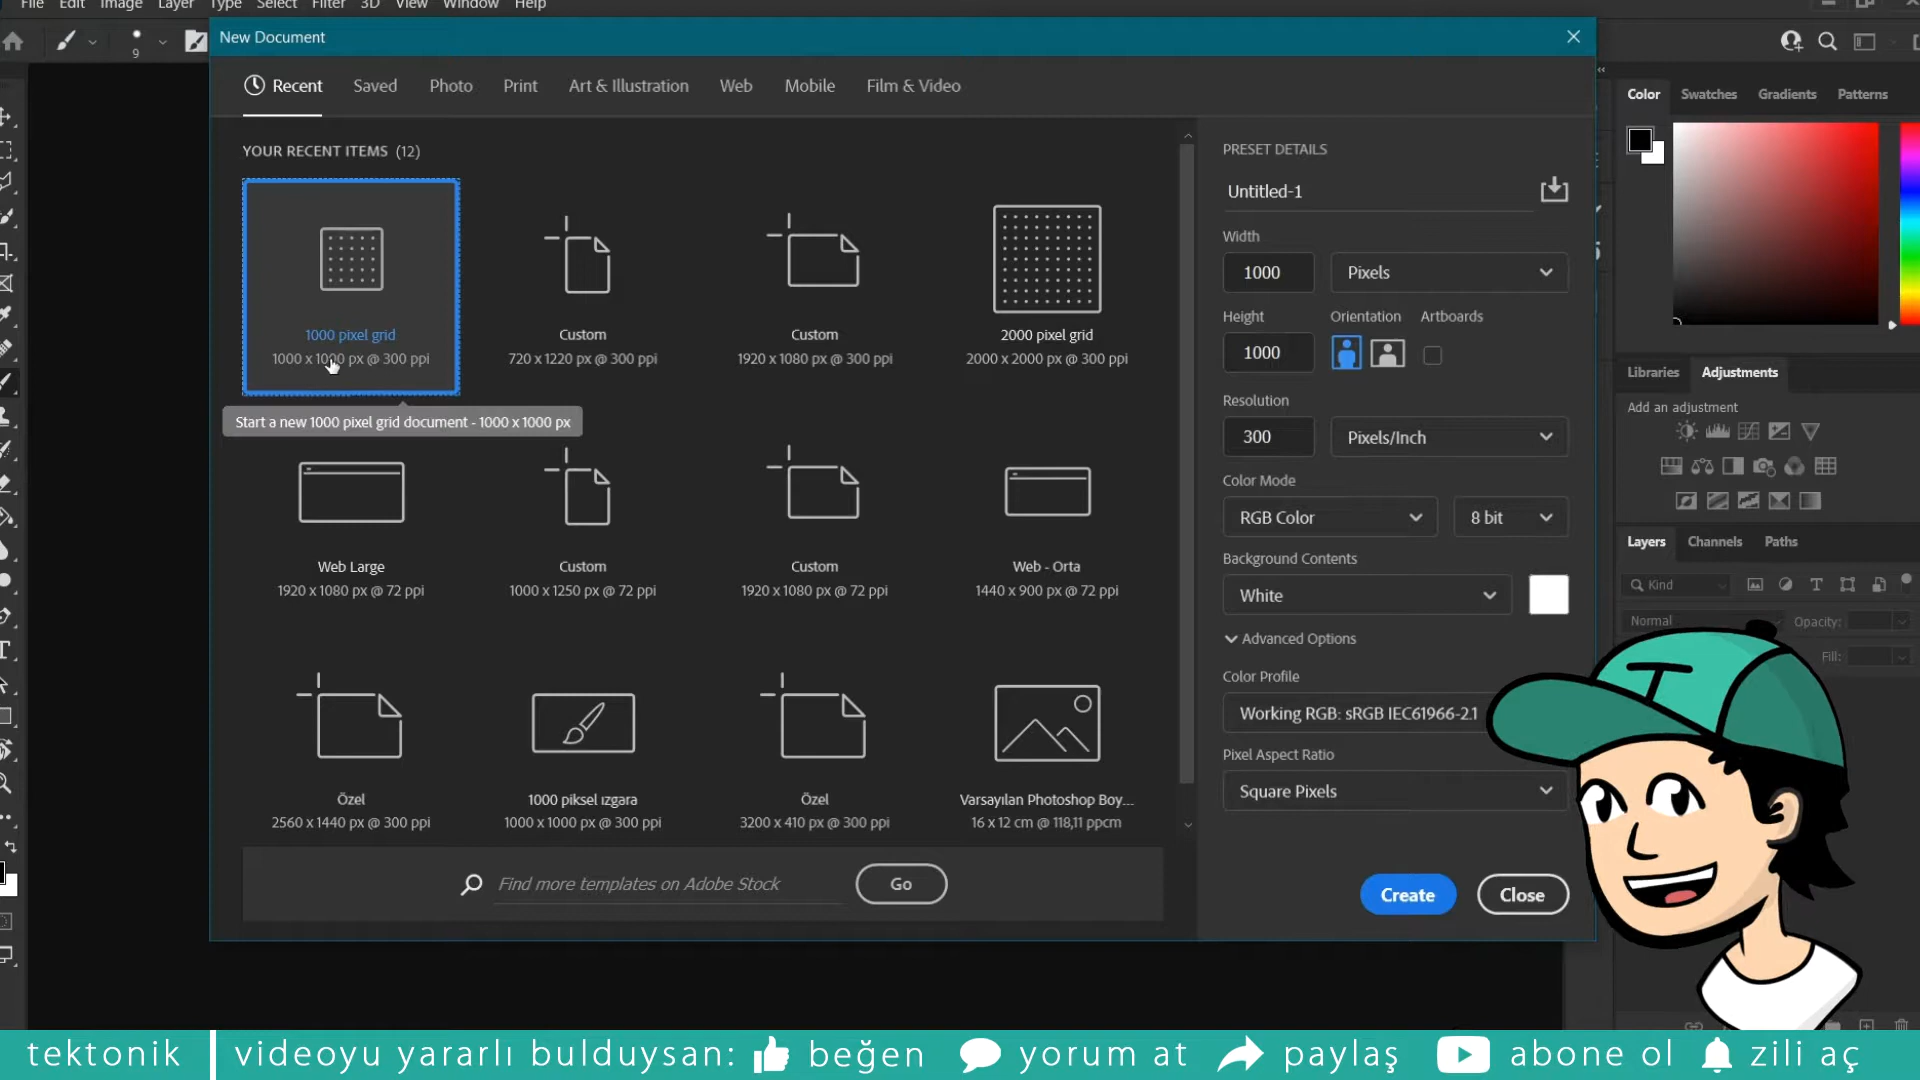 File Edit Image Layer Type Select Filter 3D View Window Help
9
New Document
Recent Saved Photo Print Art & Illustration Web Mobile Film & Video
YOUR RECENT ITEMS (12)
1000 pixel grid
1000 x 1000 px @ 300 ppi
Custom
720 x 1220 px @ 300 ppi
Custom
1920 x 1080 px @ 300 ppi
2000 pixel grid
2000 x 2000 px @ 300 ppi
Start a new 1000 pixel grid document - 1000 x 1000 px
Web Large
1920 x 1080 px @ 72 ppi
Custom
1000 x 1250 px @ 72 ppi
Custom
1920 x 1080 px @ 72 ppi
Web - Orta
1440 x 900 px @ 72 ppi
Özel
2560 x 1440 px @ 300 ppi
1000 piksel ızgara
1000 x 1000 px @ 300 ppi
Özel
3200 x 410 px @ 300 ppi
Varsayılan Photoshop Boy...
16 x 12 cm @ 118,11 ppcm
Find more templates on Adobe Stock
Go
PRESET DETAILS
Untitled-1
Width
1000 Pixels
Height Orientation Artboards
1000
Resolution
300 Pixels/Inch
Color Mode
RGB Color 8 bit
Background Contents
White
Advanced Options
Color Profile
Working RGB: sRGB IEC61966-2.1
Pixel Aspect Ratio
Square Pixels
Create Close
Color Swatches Gradients Patterns
Libraries Adjustments
Add an adjustment
Layers Channels Paths
Kind
Normal Opacity:
Fill:
T
tektonik videoyu yararlı bulduysan: beğen yorum at paylaş abone ol zili aç